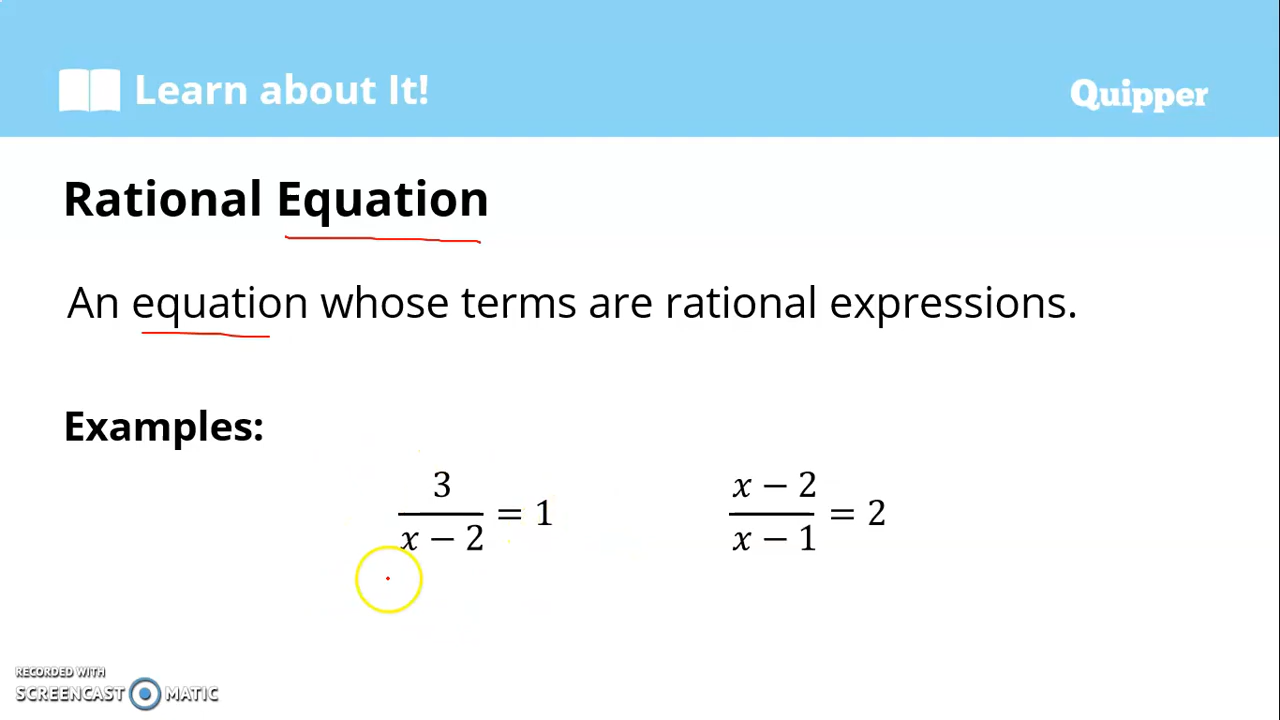 Learn about It!
Quipper
Rational Equation
An equation whose terms are rational expressions.
Examples:
3/(x − 2) = 1
(x − 2)/(x − 1) = 2
RECORDED WITH
SCREENCAST MATIC